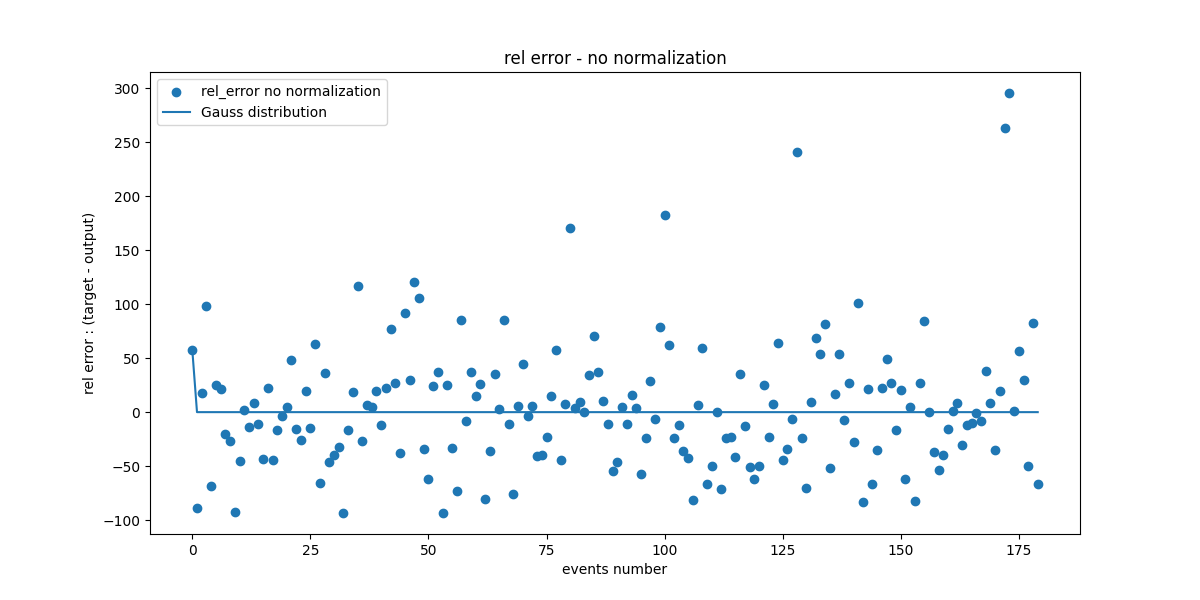 rel error - no normalization
rel_error no normalization
Gauss distribution
rel error : (target - output)
300
250
200
150
100
50
0
−50
−100
0 25 50 75 100 125 150 175
events number